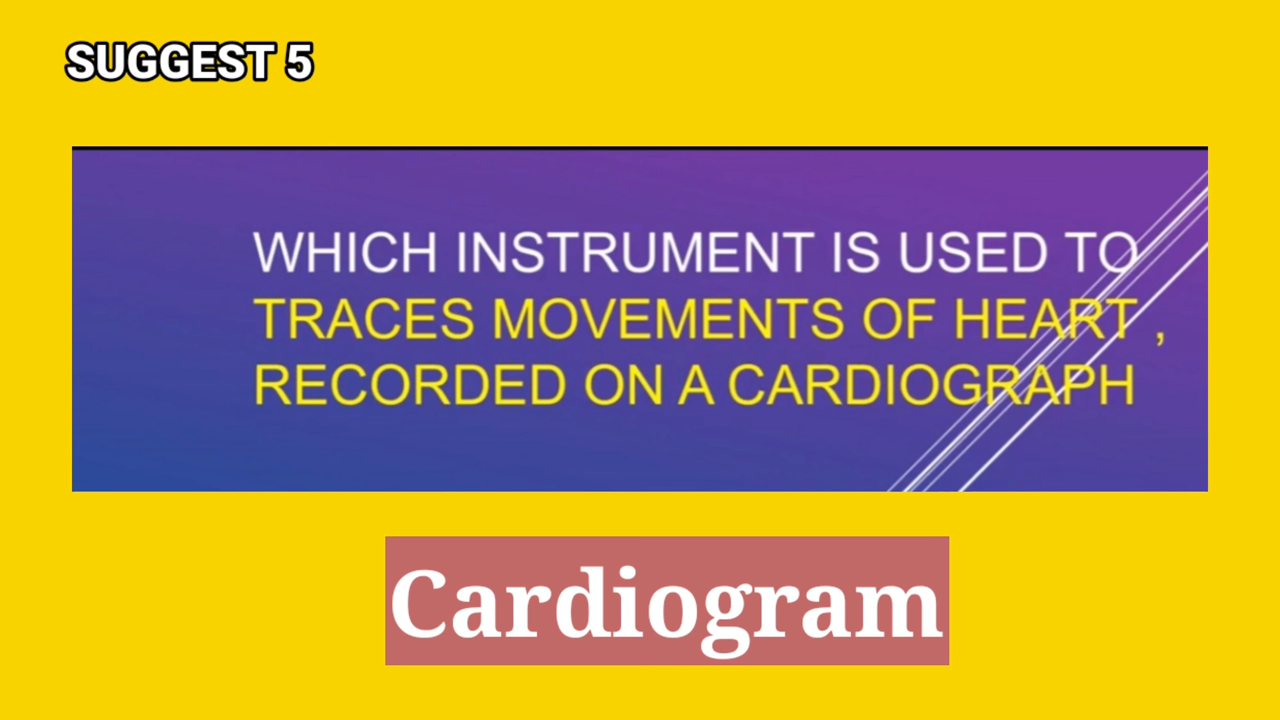 SUGGEST 5
WHICH INSTRUMENT IS USED TO
TRACES MOVEMENTS OF HEART ,
RECORDED ON A CARDIOGRAPH
Cardiogram